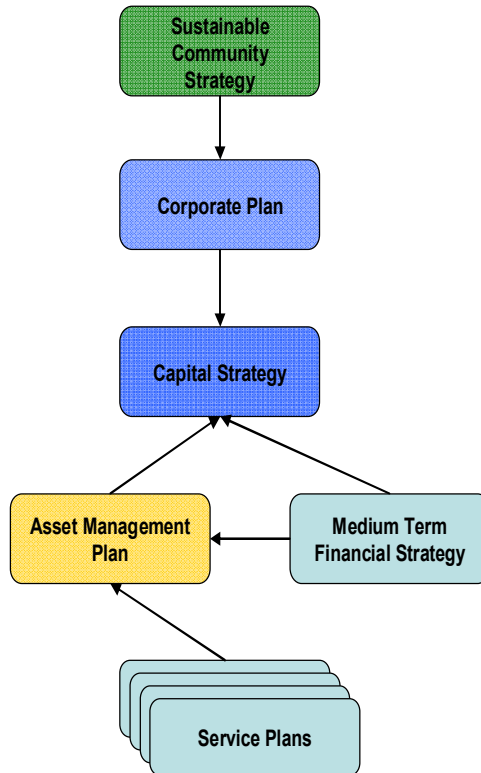 Sustainable
Community
Strategy
Corporate Plan
Capital Strategy
Asset Management
Plan
Medium Term
Financial Strategy
Service Plans